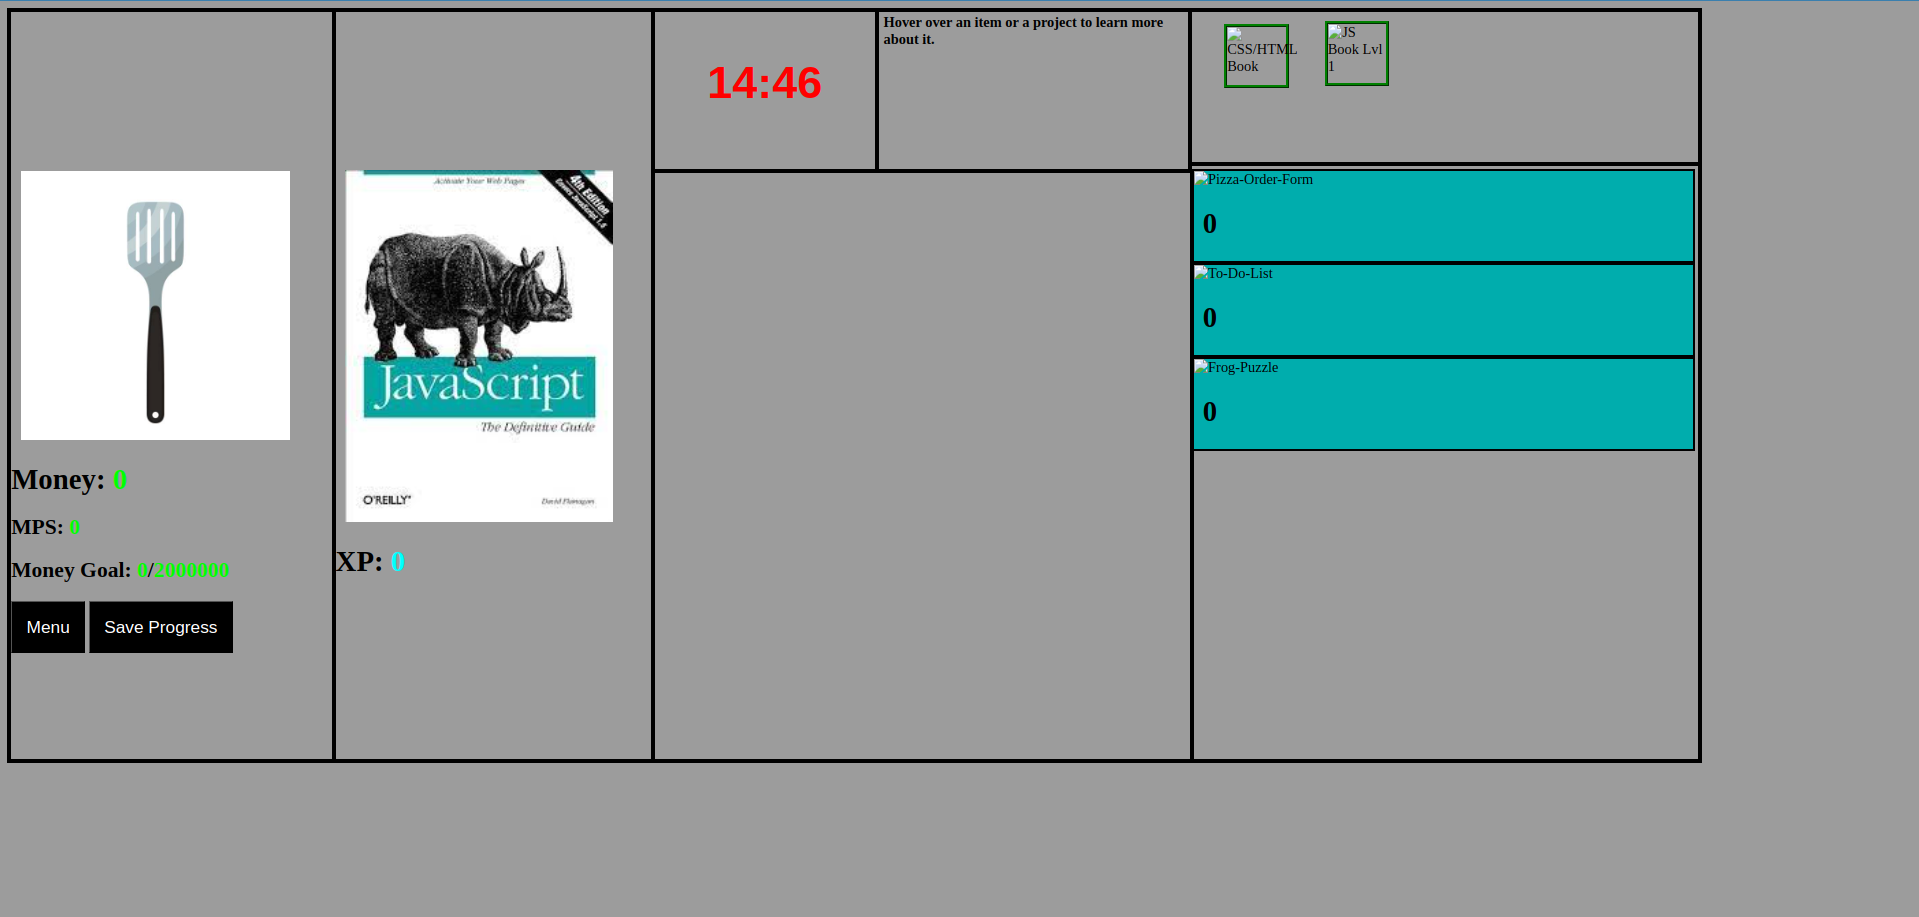 Money: 0
MPS: 0
Money Goal: 0/2000000
Menu
Save Progress
Activate Your Web Pages
4th Edition
Covers JavaScript 1.5
JavaScript
The Definitive Guide
O'REILLY®
David Flanagan
XP: 0
14:46
Hover over an item or a project to learn more
about it.
CSS/HTML
Book
JS
Book Lvl
1
Pizza-Order-Form
0
To-Do-List
0
Frog-Puzzle
0